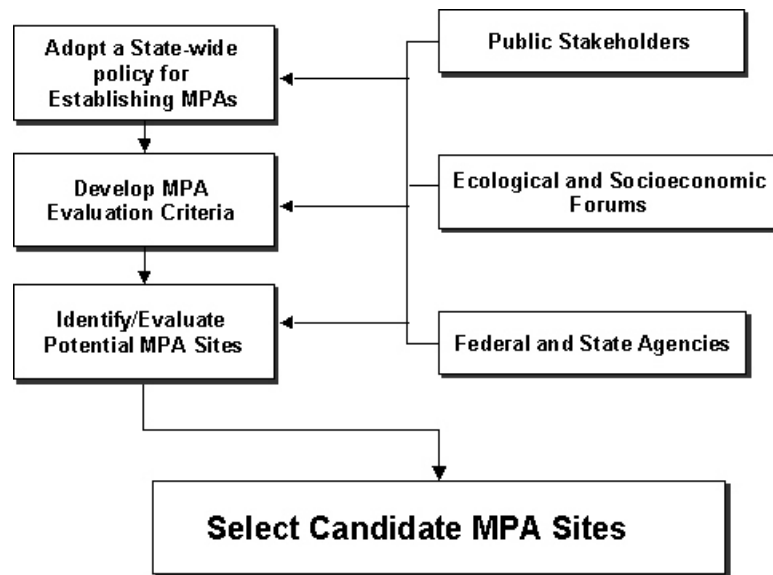 Adopt a State-wide
policy for
Establishing MPAs
Public Stakeholders
Develop MPA
Evaluation Criteria
Ecological and Socioeconomic
Forums
Identify/Evaluate
Potential MPA Sites
Federal and State Agencies
Select Candidate MPA Sites